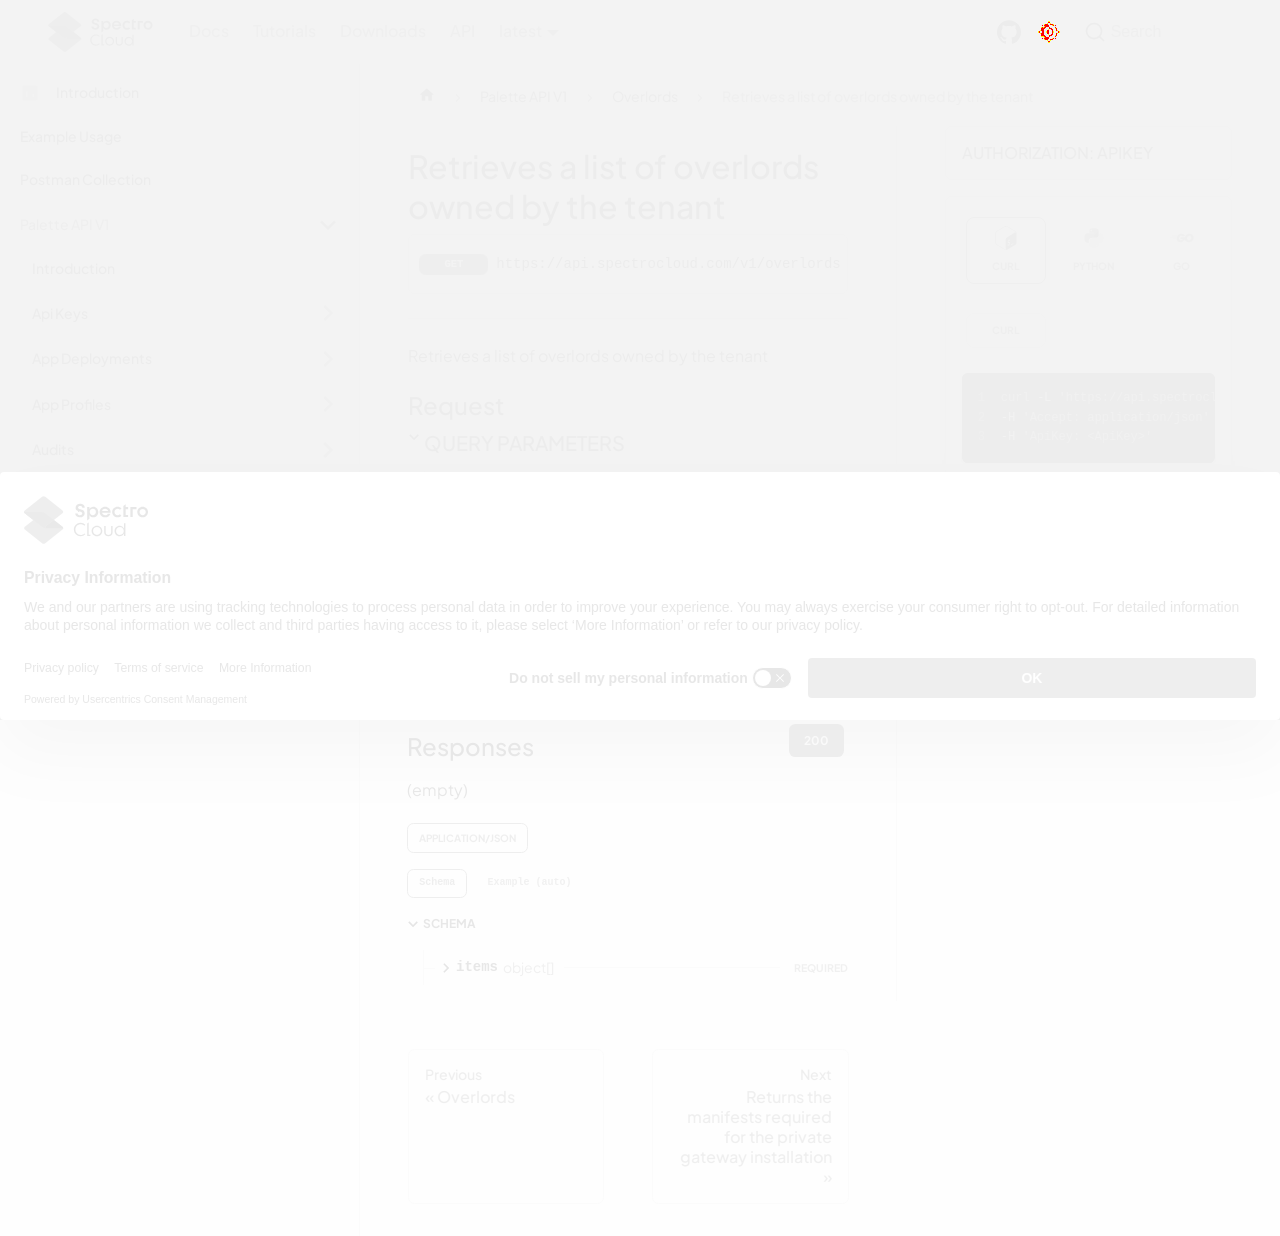 Spectro Cloud
Docs Tutorials Downloads API latest
Search
Introduction
Example Usage
Postman Collection
Palette API V1
Introduction
Api Keys
App Deployments
App Profiles
Audits
Palette API V1
Overlords
Retrieves a list of overlords owned by the tenant
Retrieves a list of overlords
owned by the tenant
GET https://api.spectrocloud.com/v1/overlords
Retrieves a list of overlords owned by the tenant
Request
QUERY PARAMETERS
AUTHORIZATION: APIKEY
CURL PYTHON GO
CURL
Spectro
Cloud
Privacy Information
We and our partners are using tracking technologies to process personal data in order to improve your experience. You may always exercise your consumer right to opt-out. For detailed information
about personal information we collect and third parties having access to it, please select ‘More Information’ or refer to our privacy policy.
Privacy policy Terms of service More Information
Powered by Usercentrics Consent Management
Do not sell my personal information
OK
Responses
200
(empty)
APPLICATION/JSON
Schema Example (auto)
SCHEMA
items object[] REQUIRED
Previous
« Overlords
Next
Returns the
manifests required
for the private
gateway installation
»